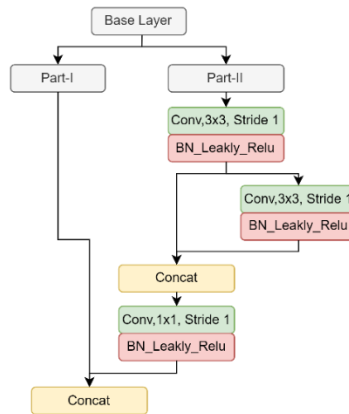 Base Layer
Part-I
Part-II
Conv,3x3, Stride 1
BN_Leakly_Relu
Conv,3x3, Stride 1
BN_Leakly_Relu
Concat
Conv,1x1, Stride 1
BN_Leakly_Relu
Concat